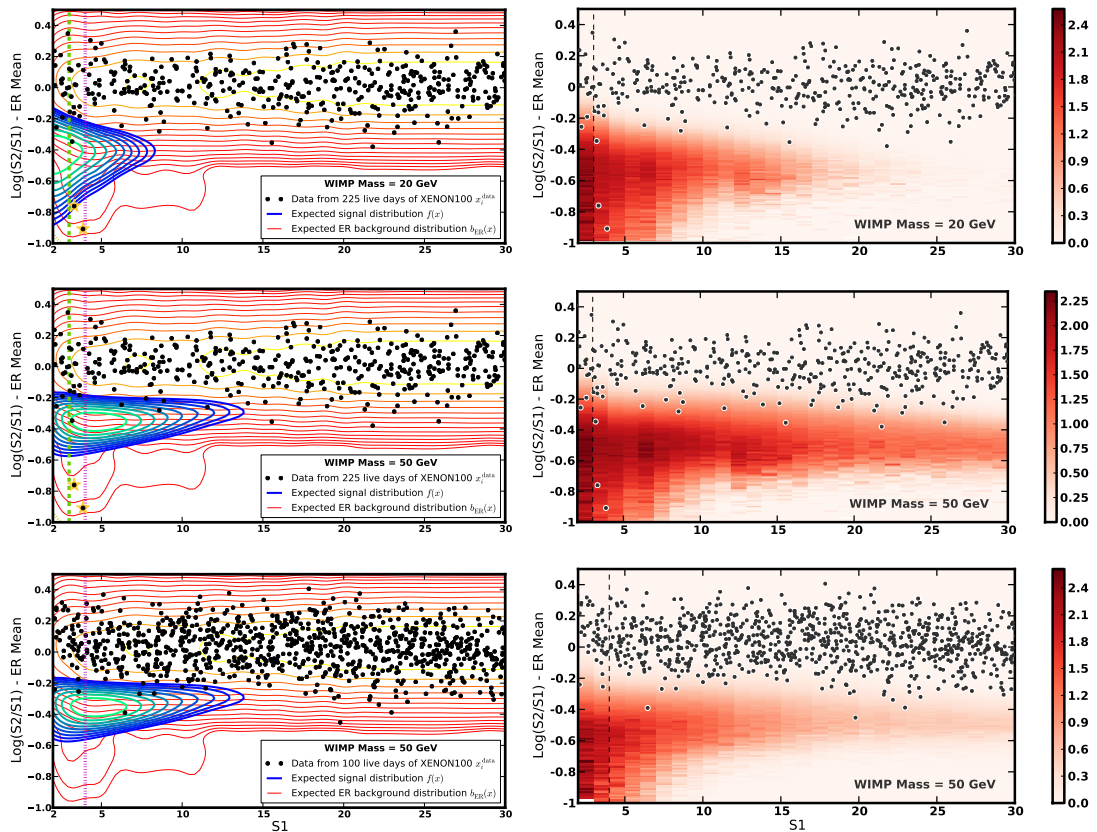 Log(S2/S1) - ER Mean
0.4
0.2
0.0
−0.2
−0.4
−0.6
−0.8
−1.0
2 5 10 15 20 25 30
WIMP Mass = 20 GeV
Data from 225 live days of XENON100 x_i^data
Expected signal distribution f(x)
Expected ER background distribution b_ER(x)
Log(S2/S1) - ER Mean
0.4
0.2
0
-0.2
-0.4
-0.6
-0.8
-1
5 10 15 20 25 30
WIMP Mass = 20 GeV
2.4
2.1
1.8
1.5
1.2
0.9
0.6
0.3
0.0
Log(S2/S1) - ER Mean
0.4
0.2
0.0
−0.2
−0.4
−0.6
−0.8
−1.0
2 5 10 15 20 25 30
WIMP Mass = 50 GeV
Data from 225 live days of XENON100 x_i^data
Expected signal distribution f(x)
Expected ER background distribution b_ER(x)
Log(S2/S1) - ER Mean
0.4
0.2
0
-0.2
-0.4
-0.6
-0.8
-1
5 10 15 20 25 30
WIMP Mass = 50 GeV
2.25
2.00
1.75
1.50
1.25
1.00
0.75
0.50
0.25
0.00
Log(S2/S1) - ER Mean
0.4
0.2
0.0
−0.2
−0.4
−0.6
−0.8
−1.0
2 5 10 15 20 25 30
S1
WIMP Mass = 50 GeV
Data from 100 live days of XENON100 x_i^data
Expected signal distribution f(x)
Expected ER background distribution b_ER(x)
Log(S2/S1) - ER Mean
0.4
0.2
0
-0.2
-0.4
-0.6
-0.8
-1
5 10 15 20 25 30
S1
WIMP Mass = 50 GeV
2.4
2.1
1.8
1.5
1.2
0.9
0.6
0.3
0.0